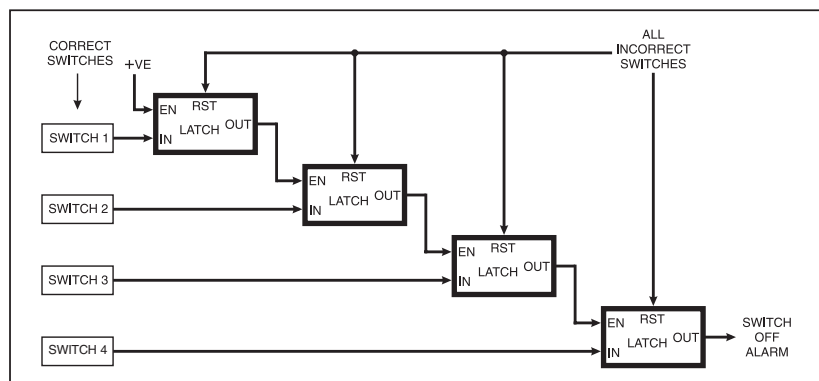 CORRECT
SWITCHES
+VE
ALL
INCORRECT
SWITCHES
RST
EN
SWITCH 1
IN
LATCH
OUT
RST
EN
SWITCH 2
IN
LATCH
OUT
RST
EN
SWITCH 3
IN
LATCH
OUT
RST
EN
SWITCH 4
IN
LATCH
OUT
SWITCH
OFF
ALARM